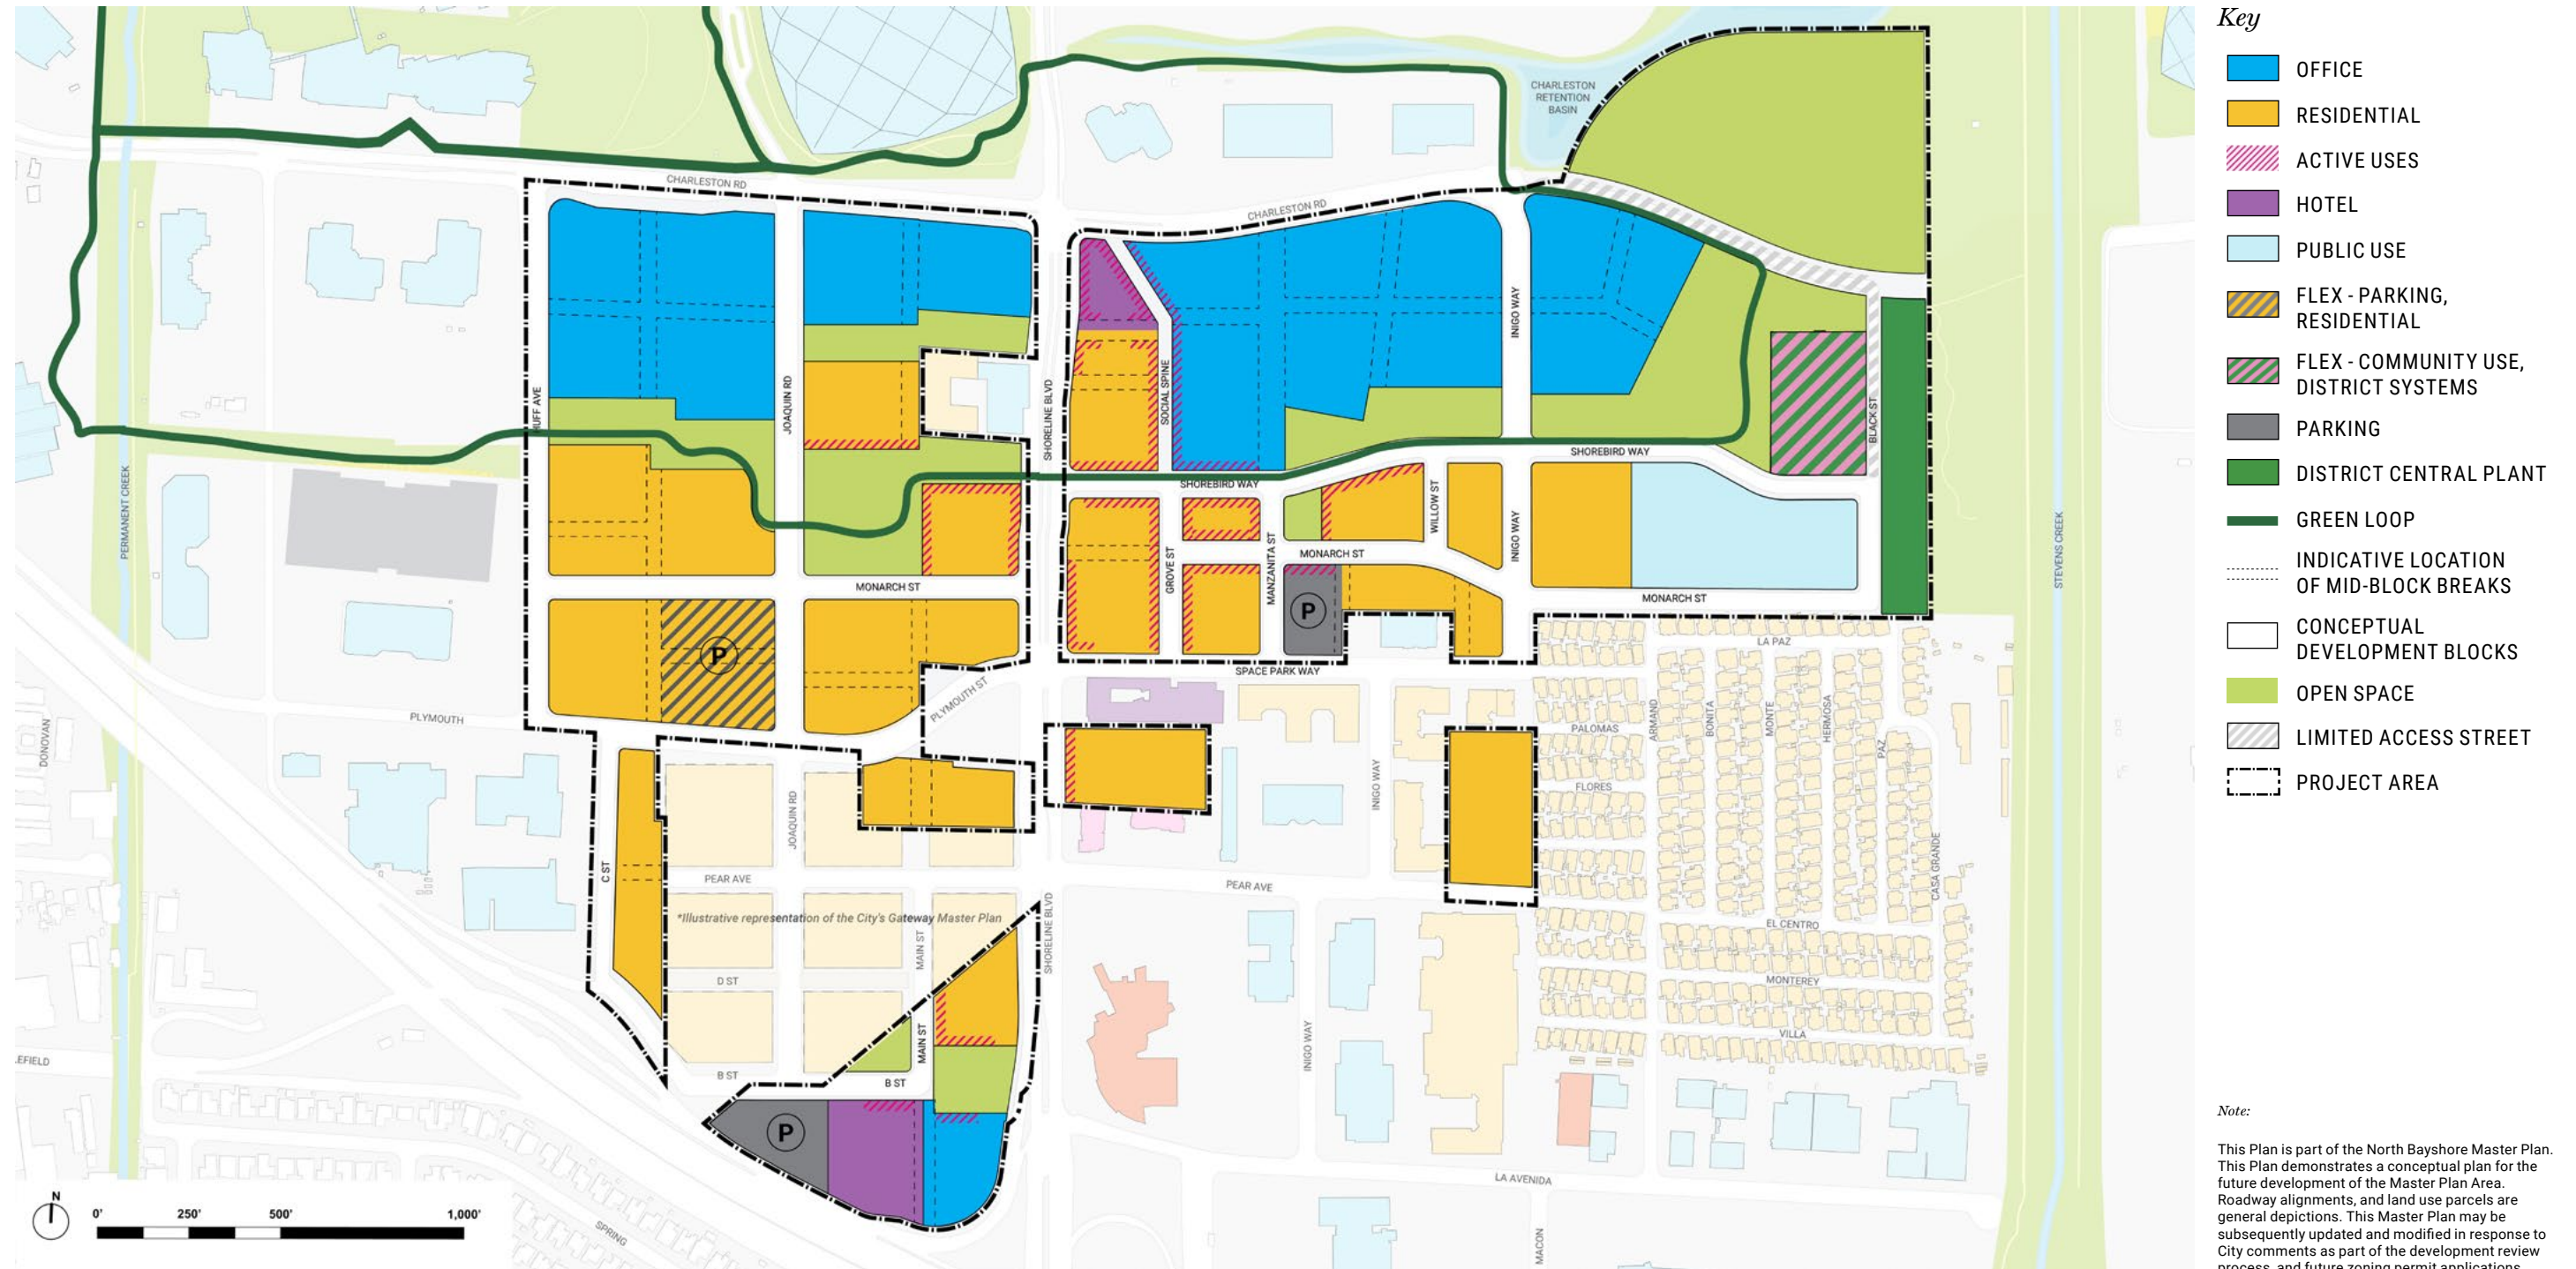 Key
OFFICE
RESIDENTIAL
ACTIVE USES
HOTEL
PUBLIC USE
FLEX - PARKING,
RESIDENTIAL
FLEX - COMMUNITY USE,
DISTRICT SYSTEMS
PARKING
DISTRICT CENTRAL PLANT
GREEN LOOP
INDICATIVE LOCATION
OF MID-BLOCK BREAKS
CONCEPTUAL
DEVELOPMENT BLOCKS
OPEN SPACE
LIMITED ACCESS STREET
PROJECT AREA
Note:
This Plan is part of the North Bayshore Master Plan.
This Plan demonstrates a conceptual plan for the
future development of the Master Plan Area.
Roadway alignments, and land use parcels are
general depictions. This Master Plan may be
subsequently updated and modified in response to
City comments as part of the development review
process, and future zoning permit applications
CHARLESTON
RETENTION
BASIN
CHARLESTON RD
CHARLESTON RD
HUFF AVE
JOAQUIN RD
SHORELINE BLVD
SOCIAL SPINE
INIGO WAY
BLACK ST
SHOREBIRD WAY
SHOREBIRD WAY
PERMANENT CREEK
STEVENS CREEK
GROVE ST
MANZANITA ST
WILLOW ST
INIGO WAY
MONARCH ST
MONARCH ST
MONARCH ST
P
P
SPACE PARK WAY
LA PAZ
PLYMOUTH ST
PLYMOUTH
DONOVAN
PALOMAS
ARMAND
BONITA
MONTE
HERMOSA
PAZ
FLORES
INIGO WAY
JOAQUIN RD
C ST
CASA GRANDE
PEAR AVE
PEAR AVE
*Illustrative representation of the City's Gateway Master Plan
MAIN ST
SHORELINE BLVD
EL CENTRO
D ST
MONTEREY
MAIN ST
INIGO WAY
VILLA
B ST
B ST
LEFIELD
P
LA AVENIDA
N
0' 250' 500' 1,000'
SPRING
MACON